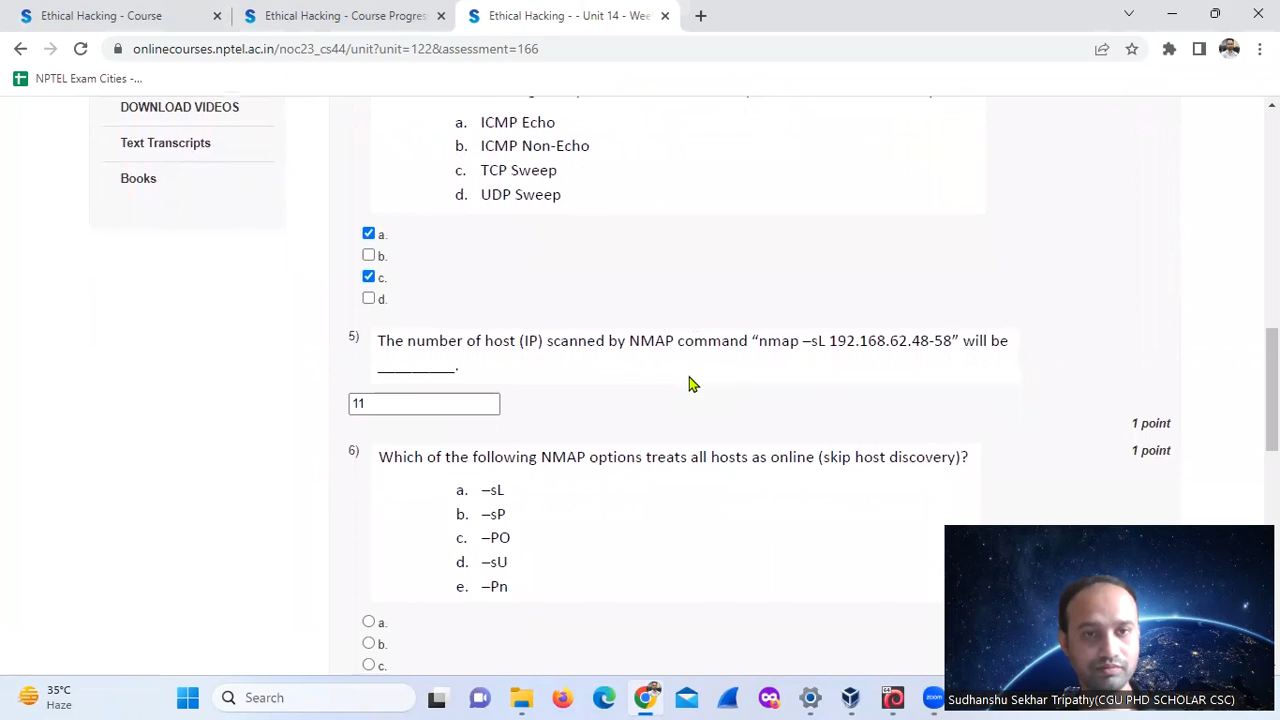 Ethical Hacking - Course
Ethical Hacking - Course Progres
Ethical Hacking - - Unit 14 - Wee
onlinecourses.nptel.ac.in/noc23_cs44/unit?unit=122&assessment=166
NPTEL Exam Cities -...
DOWNLOAD VIDEOS
Text Transcripts
Books
a. ICMP Echo
b. ICMP Non-Echo
c. TCP Sweep
d. UDP Sweep
a.
b.
c.
d.
5) The number of host (IP) scanned by NMAP command “nmap –sL 192.168.62.48-58” will be
__________.
11
1 point
6) Which of the following NMAP options treats all hosts as online (skip host discovery)?
1 point
a. –sL
b. –sP
c. –PO
d. –sU
e. –Pn
a.
b.
c.
Sudhanshu Sekhar Tripathy(CGU PHD SCHOLAR CSC)
35°C
Haze
Search
zoom